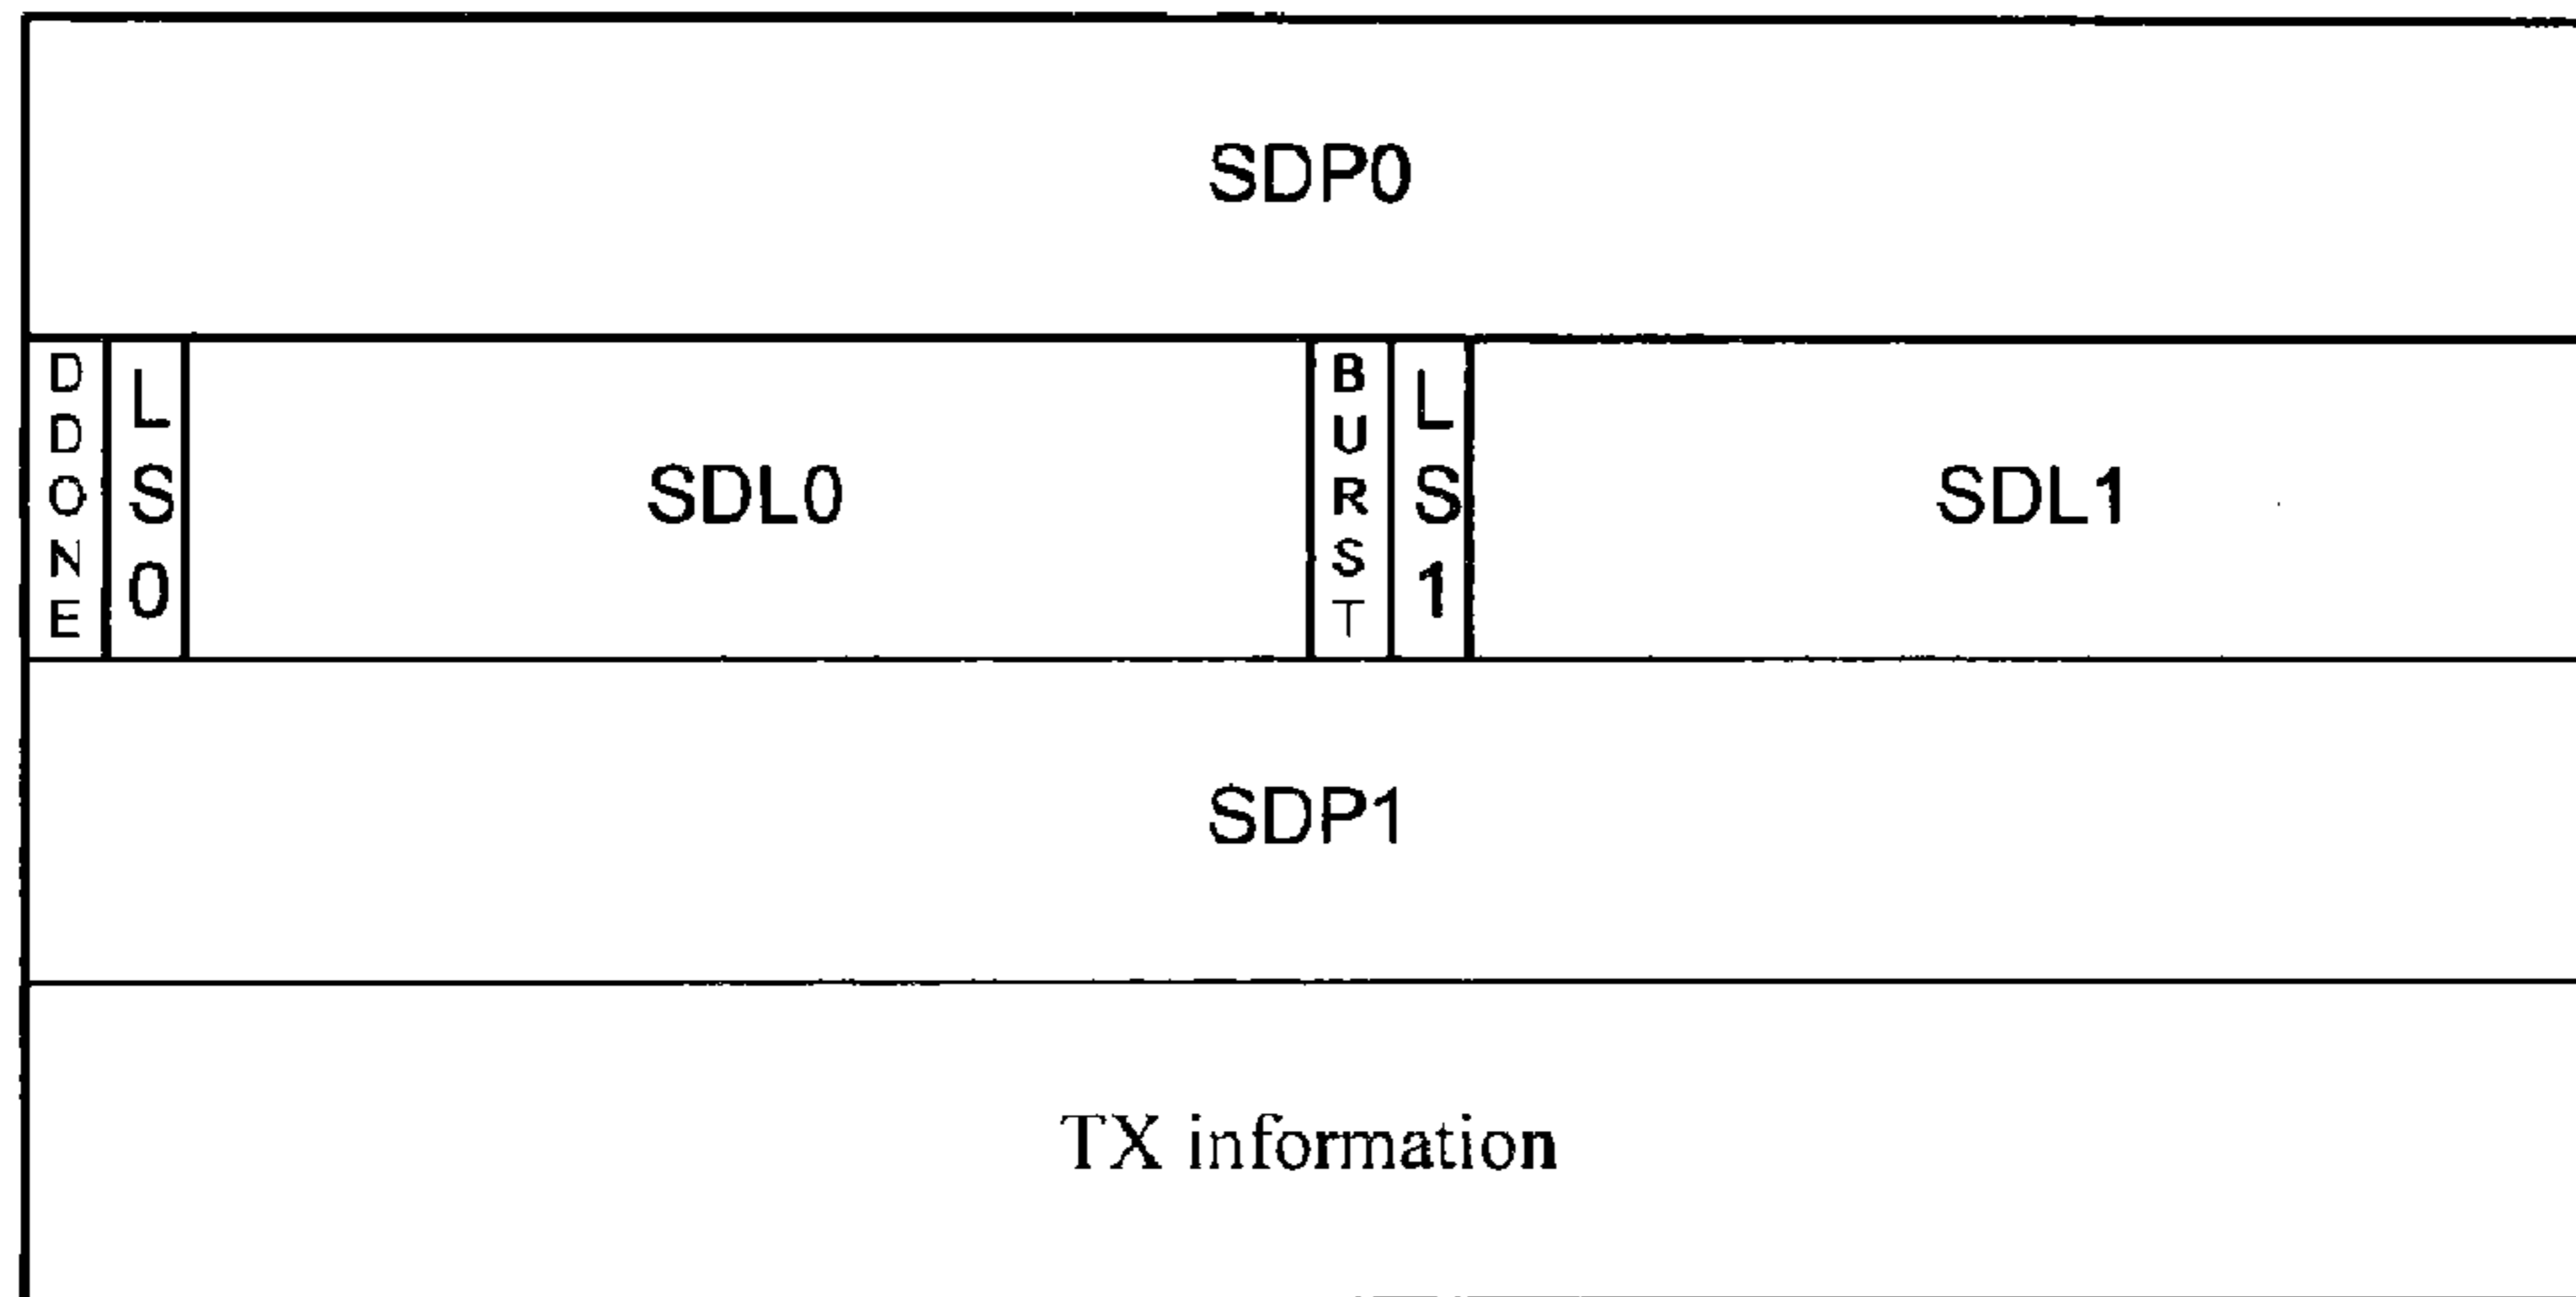 SDP0
DDONE
LS0
SDL0
BURST
LS1
SDL1
SDP1
TX information